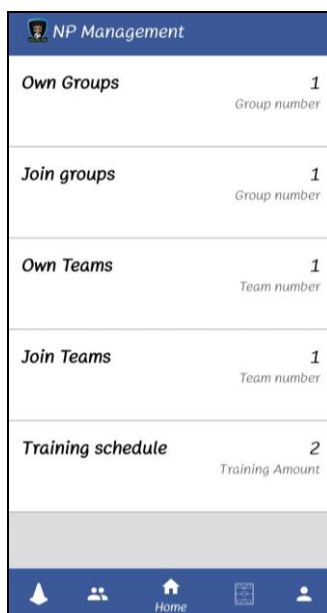 NP Management
Own Groups 1
Group number
Join groups 1
Group number
Own Teams 1
Team number
Join Teams 1
Team number
Training schedule 2
Training Amount
Home